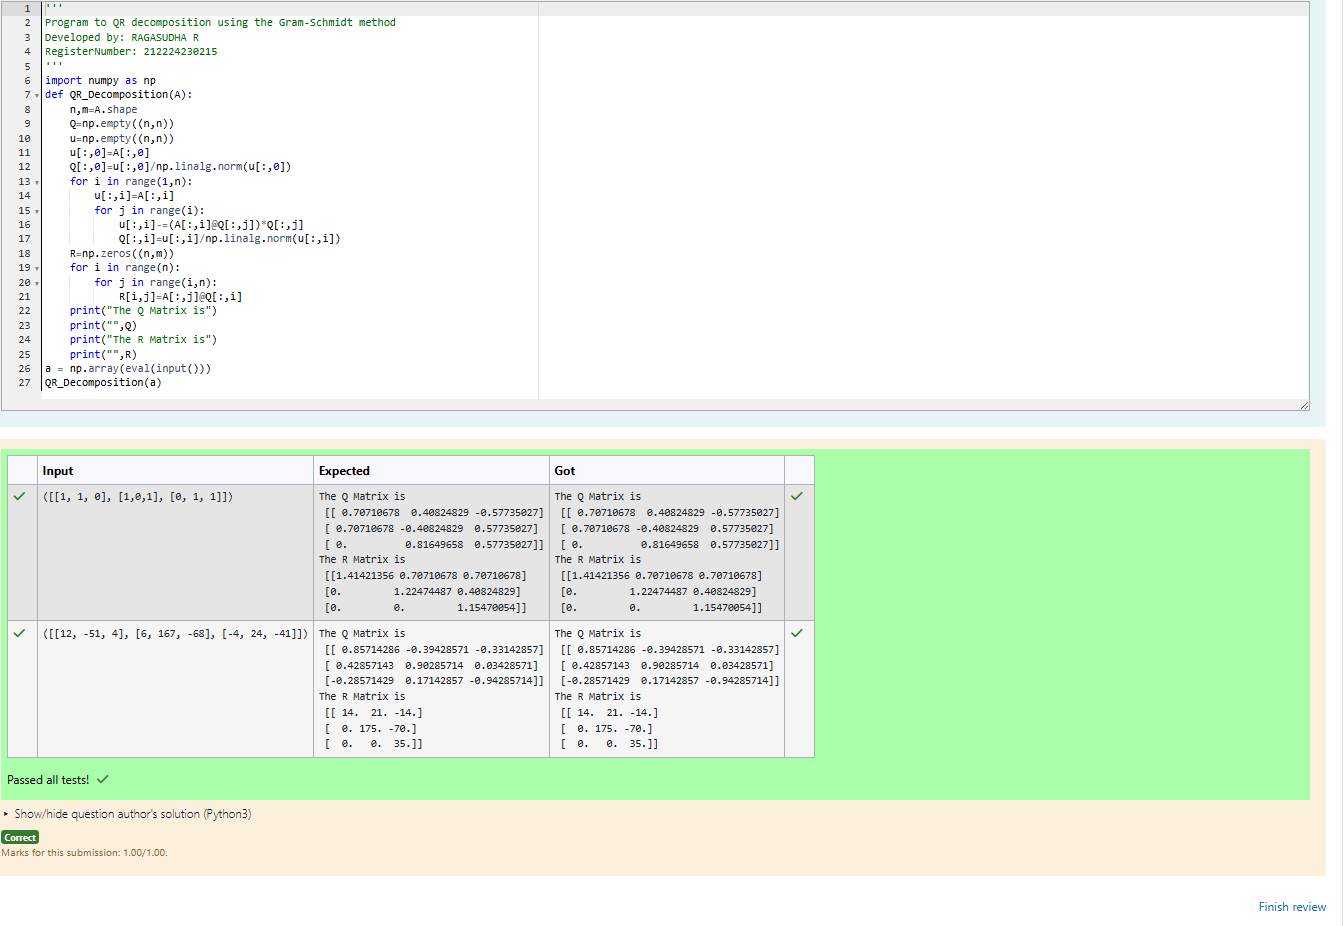 1 '''
2 Program to QR decomposition using the Gram-Schmidt method
3 Developed by: RAGASUDHA R
4 RegisterNumber: 212224230215
5 '''
6 import numpy as np
7 def QR_Decomposition(A):
8     n,m=A.shape
9     Q=np.empty((n,n))
10     u=np.empty((n,n))
11     u[:,0]=A[:,0]
12     Q[:,0]=u[:,0]/np.linalg.norm(u[:,0])
13     for i in range(1,n):
14         u[:,i]=A[:,i]
15         for j in range(i):
16             u[:,i]-=(A[:,i]@Q[:,j])*Q[:,j]
17             Q[:,i]=u[:,i]/np.linalg.norm(u[:,i])
18     R=np.zeros((n,m))
19     for i in range(n):
20         for j in range(i,n):
21             R[i,j]=A[:,j]@Q[:,i]
22     print("The Q Matrix is")
23     print("",Q)
24     print("The R Matrix is")
25     print("",R)
26 a = np.array(eval(input()))
27 QR_Decomposition(a)
Input Expected Got
([[1, 1, 0], [1,0,1], [0, 1, 1]]) The Q Matrix is The Q Matrix is
[[ 0.70710678  0.40824829 -0.57735027] [[ 0.70710678  0.40824829 -0.57735027]
[ 0.70710678 -0.40824829  0.57735027] [ 0.70710678 -0.40824829  0.57735027]
[ 0.          0.81649658  0.57735027]] [ 0.          0.81649658  0.57735027]]
The R Matrix is The R Matrix is
[[1.41421356 0.70710678 0.70710678] [[1.41421356 0.70710678 0.70710678]
[0.         1.22474487 0.40824829] [0.         1.22474487 0.40824829]
[0.         0.         1.15470054]] [0.         0.         1.15470054]]
([[12, -51, 4], [6, 167, -68], [-4, 24, -41]]) The Q Matrix is The Q Matrix is
[[ 0.85714286 -0.39428571 -0.33142857] [[ 0.85714286 -0.39428571 -0.33142857]
[ 0.42857143  0.90285714  0.03428571] [ 0.42857143  0.90285714  0.03428571]
[-0.28571429  0.17142857 -0.94285714]] [-0.28571429  0.17142857 -0.94285714]]
The R Matrix is The R Matrix is
[[ 14.  21. -14.] [[ 14.  21. -14.]
[  0. 175. -70.] [  0. 175. -70.]
[  0.   0.  35.]] [  0.   0.  35.]]
Passed all tests!
Show/hide question author's solution (Python3)
Correct
Marks for this submission: 1.00/1.00.
Finish review